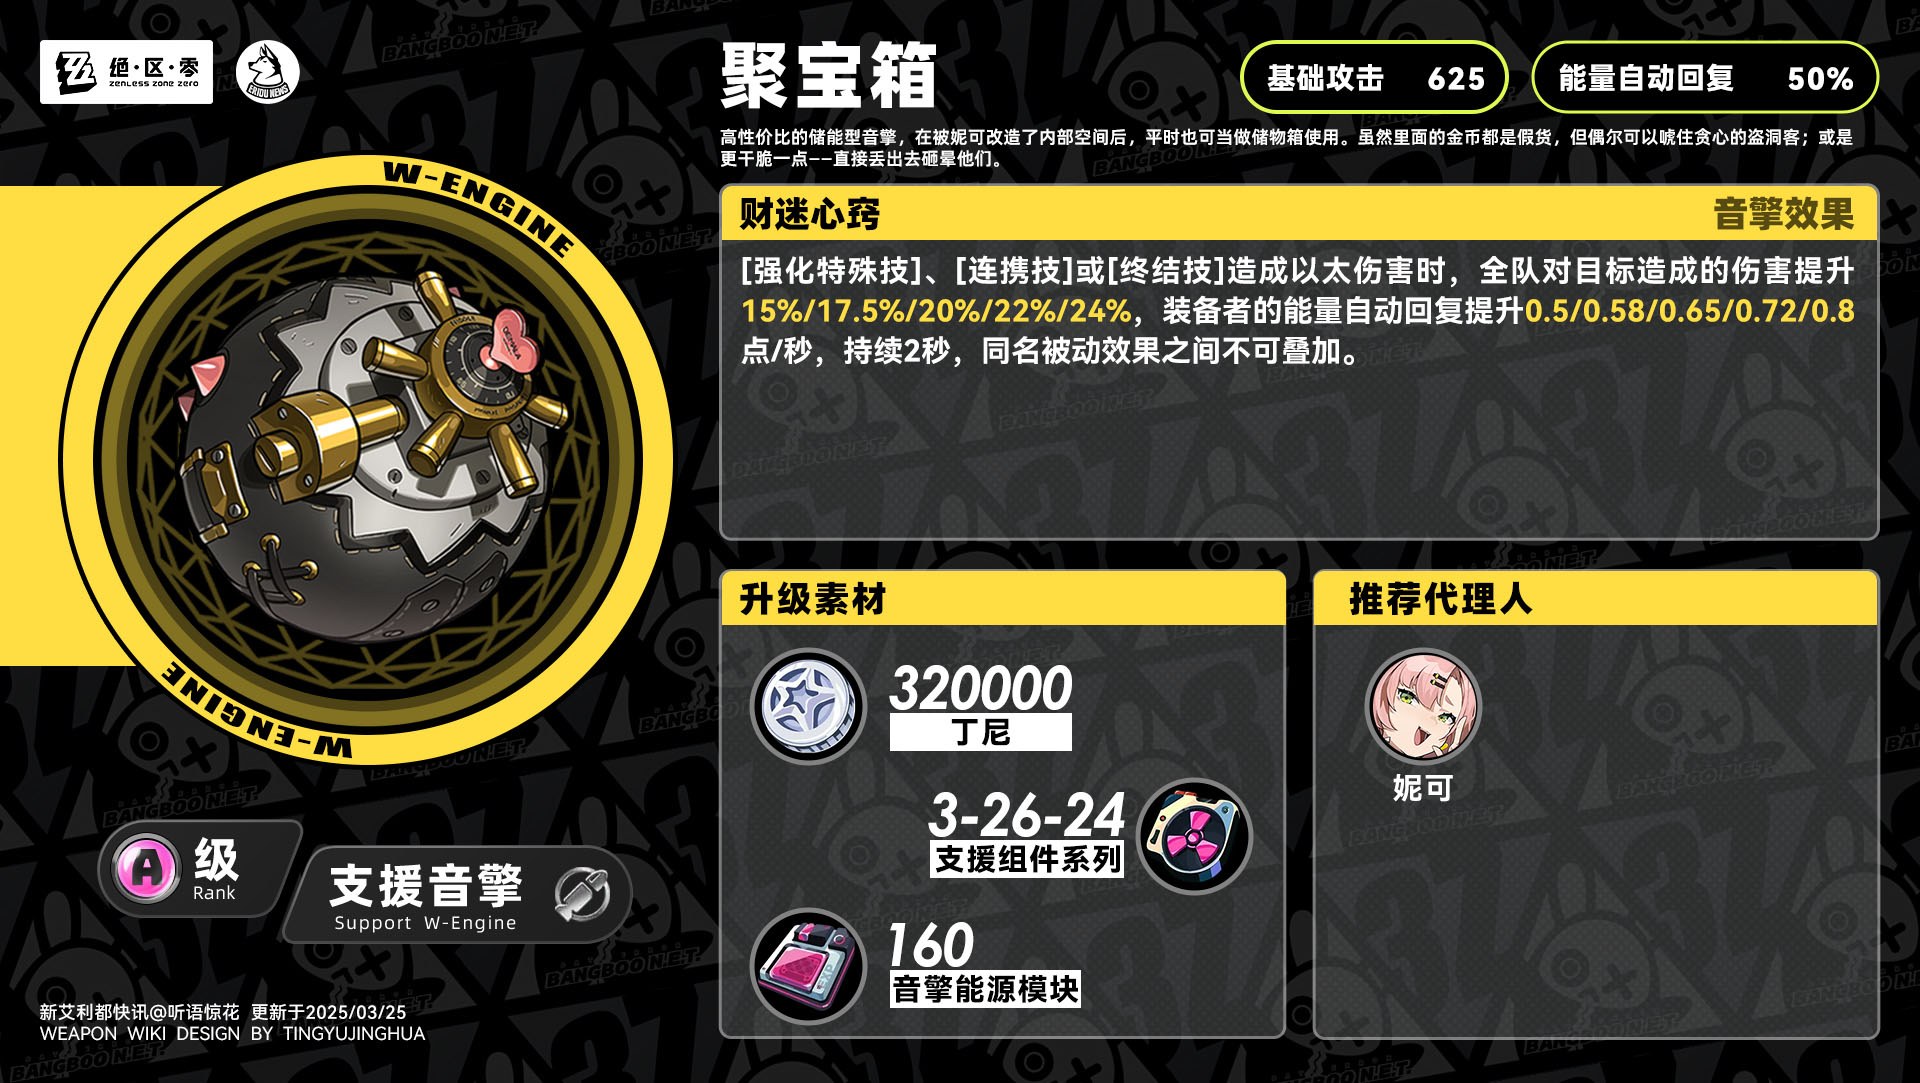 绝·区·零
ZENLESS ZONE ZERO
ERIDU NEWS
聚宝箱
基础攻击 625
能量自动回复 50%
高性价比的储能型音擎，在被妮可改造了内部空间后，平时也可当做储物箱使用。虽然里面的金币都是假货，但偶尔可以唬住贪心的盗洞客；或是
更干脆一点——直接丢出去砸晕他们。
W-ENGINE
W-ENGINE
财迷心窍
音擎效果
[强化特殊技]、[连携技]或[终结技]造成以太伤害时，全队对目标造成的伤害提升
15%/17.5%/20%/22%/24%，装备者的能量自动回复提升0.5/0.58/0.65/0.72/0.8
点/秒，持续2秒，同名被动效果之间不可叠加。
升级素材
320000
丁尼
3-26-24
支援组件系列
160
音擎能源模块
推荐代理人
妮可
A 级
Rank
支援音擎
Support W-Engine
新艾利都快讯@听语惊花 更新于2025/03/25
WEAPON WIKI DESIGN BY TINGYUJINGHUA
BANGBOO N.E.T.